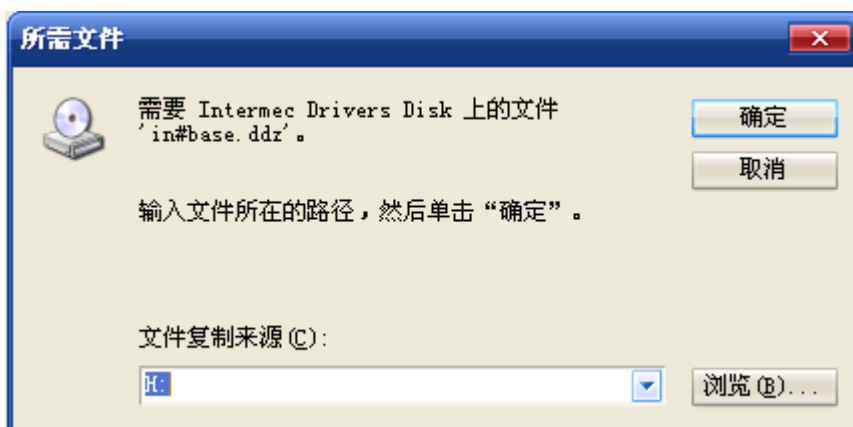 所需文件
需要 Intermec Drivers Disk 上的文件
'in#base.ddz'。
确定
取消
输入文件所在的路径，然后单击“确定”。
文件复制来源(C):
H:
浏览(B)...